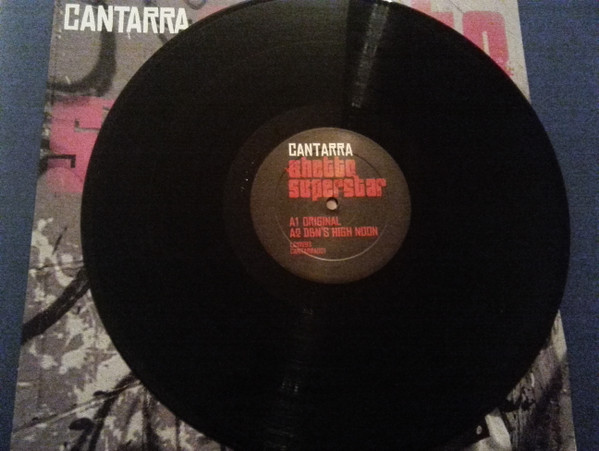 CANTARRA
CANTARRA
Ghetto
Superstar
A1 ORIGINAL
A2 D&N'S HIGH NOON